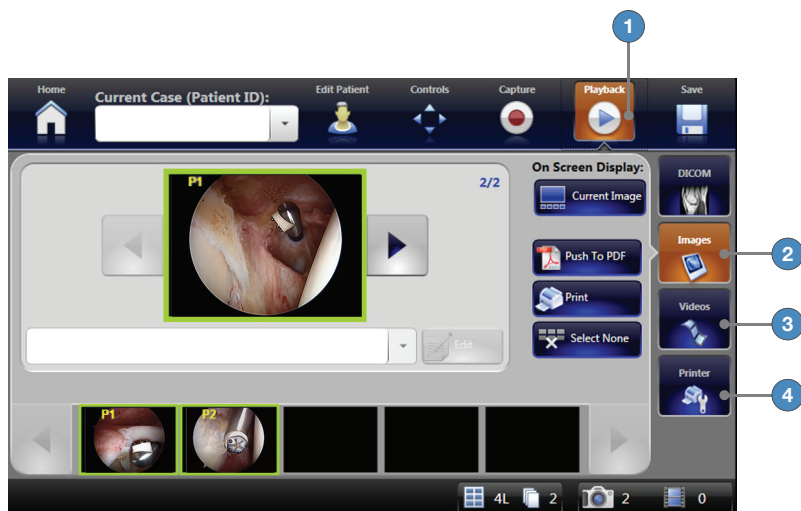 1
Home
Current Case (Patient ID):
Edit Patient
Controls
Capture
Playback
Save
P1
2/2
On Screen Display:
Current Image
Push To PDF
Print
Select None
Edit
DICOM
Images
2
Videos
3
Printer
4
P1
P2
4L
2
2
0